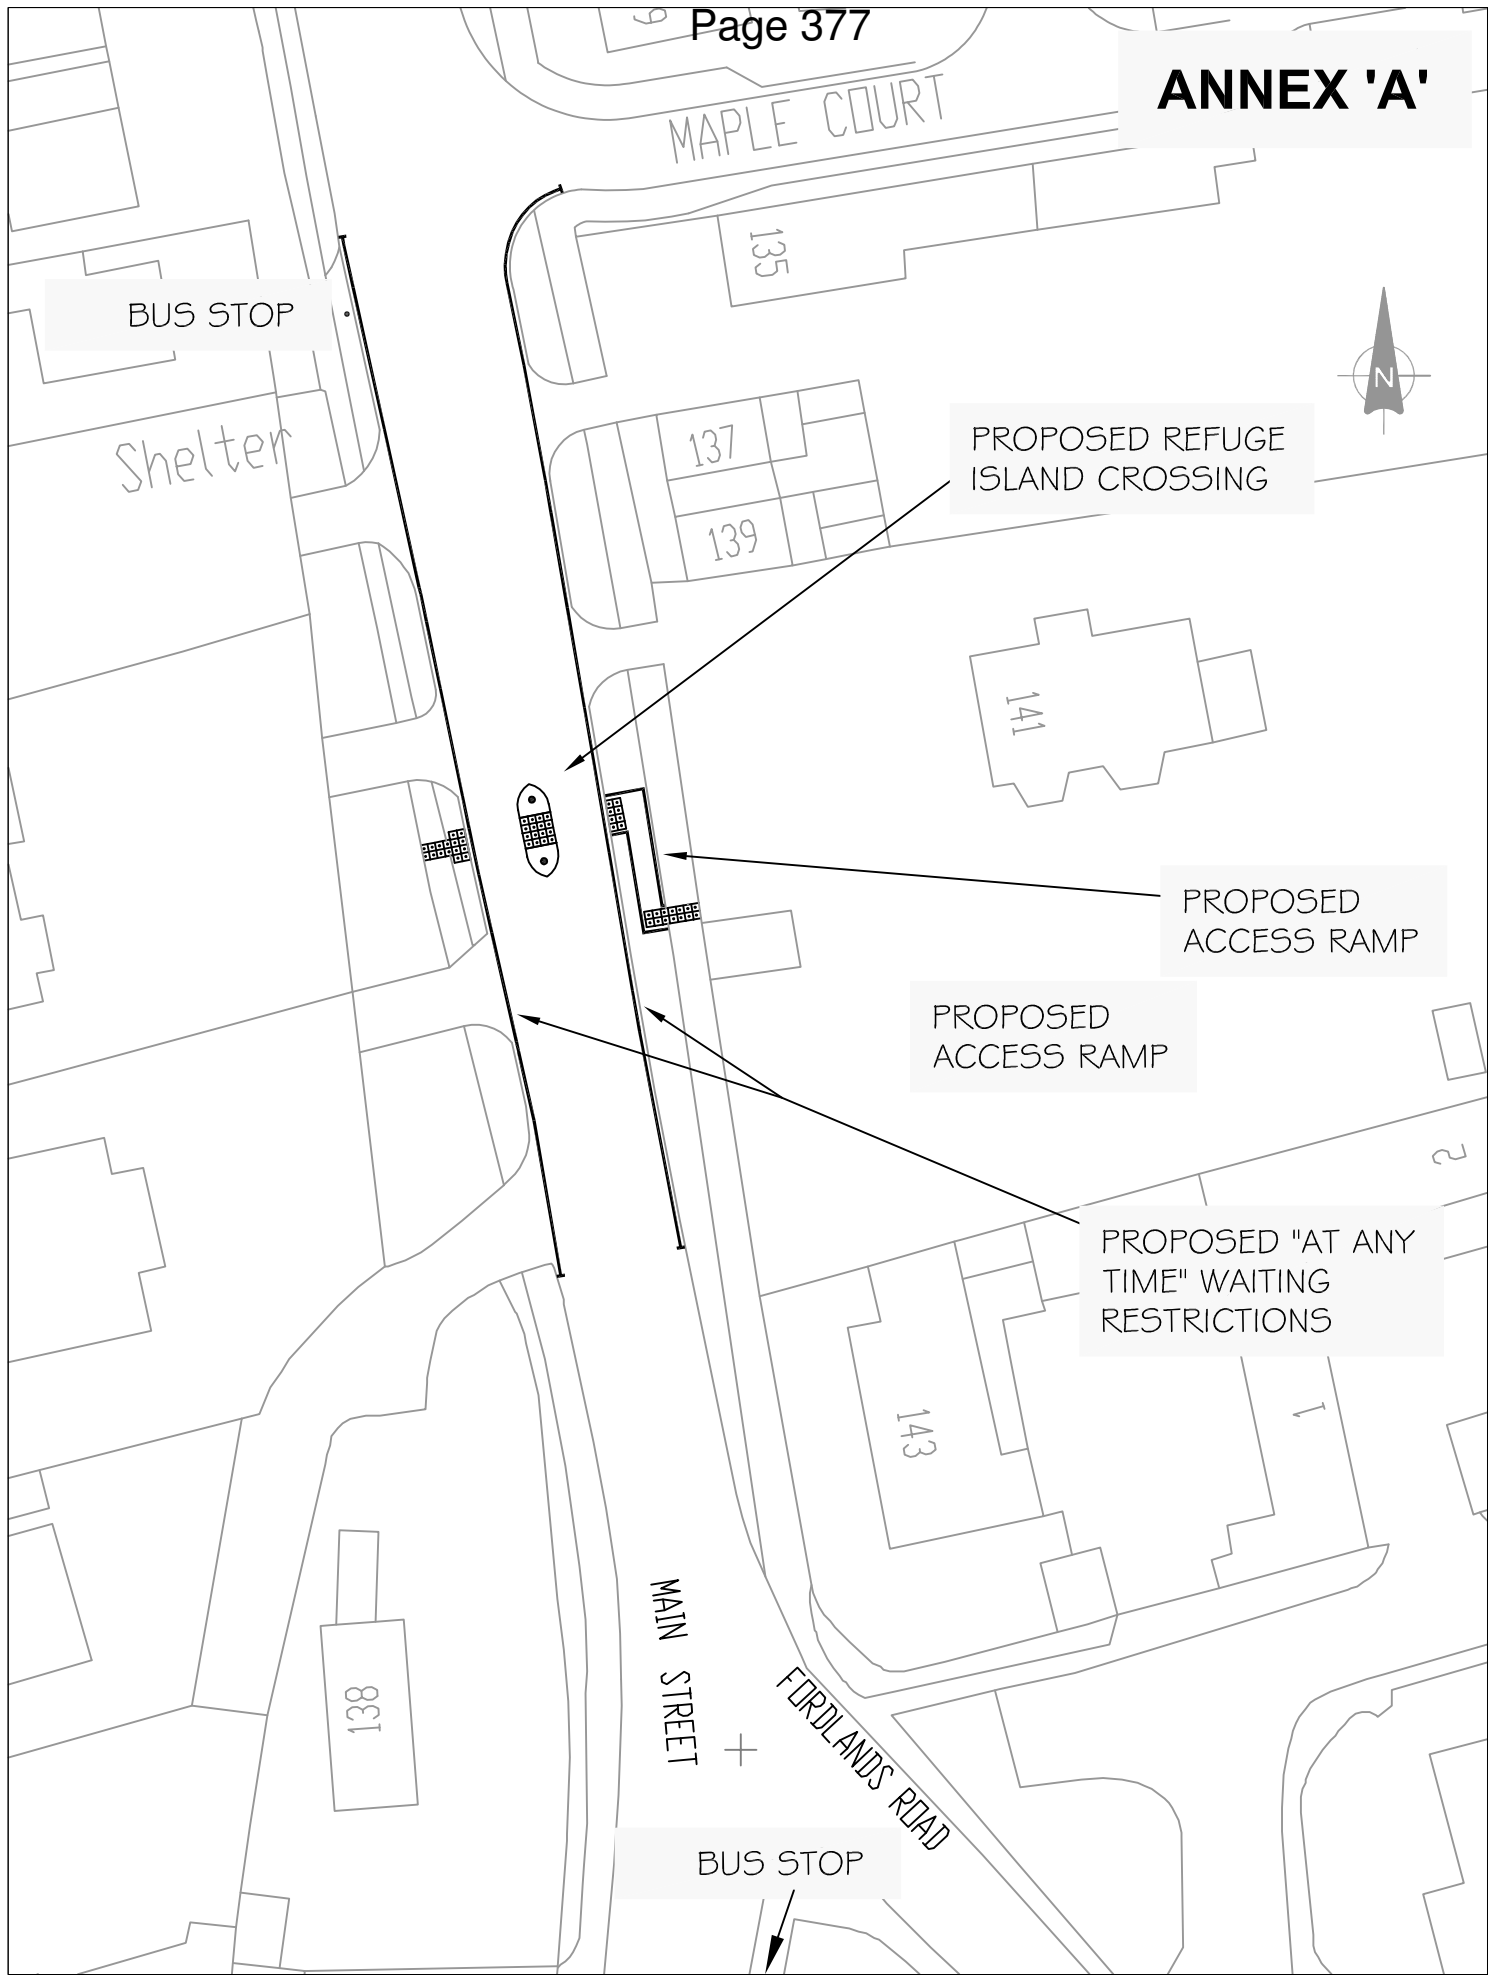 Page 377
ANNEX 'A'
MAPLE COURT
135
BUS STOP
N
Shelter
137
139
PROPOSED REFUGE
ISLAND CROSSING
141
PROPOSED
ACCESS RAMP
PROPOSED
ACCESS RAMP
2
PROPOSED "AT ANY
TIME" WAITING
RESTRICTIONS
143
1
138
MAIN STREET
FORDLANDS ROAD
BUS STOP